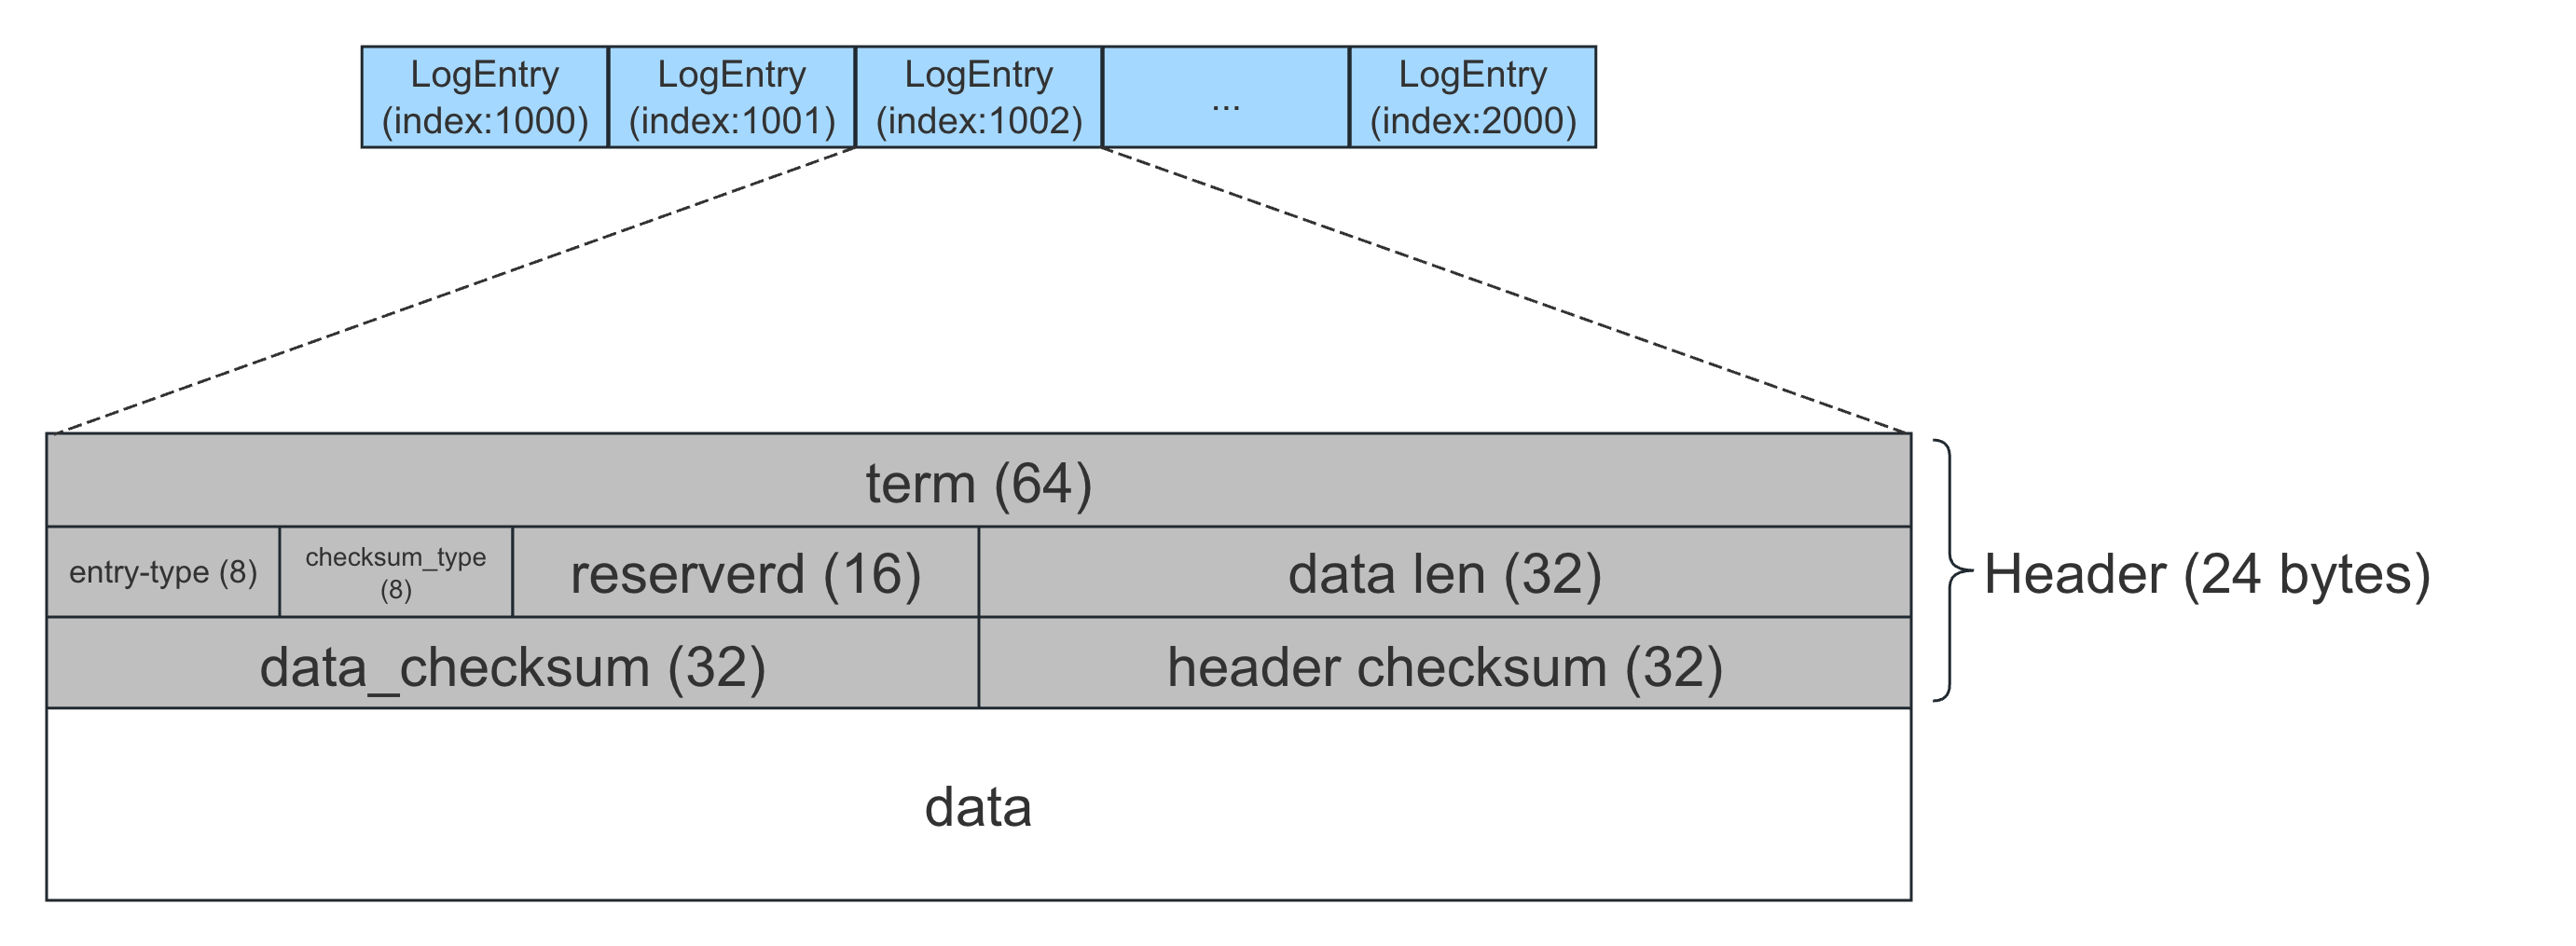 LogEntry
(index:1000)
LogEntry
(index:1001)
LogEntry
(index:1002)
...
LogEntry
(index:2000)
term (64)
entry-type (8)
checksum_type
(8)
reserverd (16)
data len (32)
data_checksum (32)
header checksum (32)
Header (24 bytes)
data